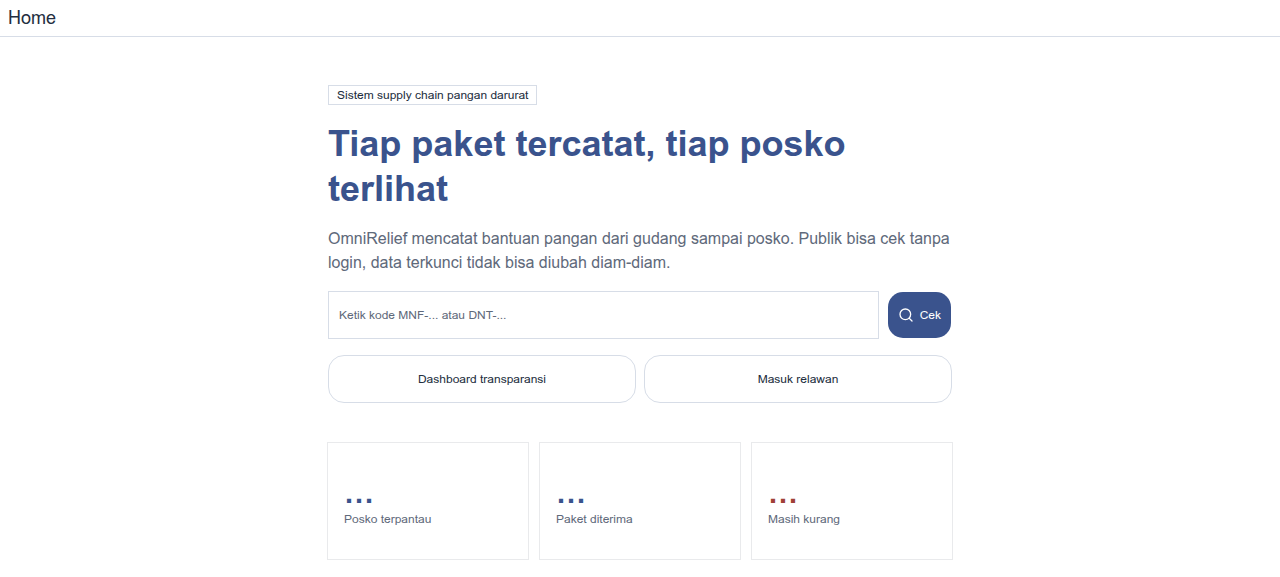 Home
Sistem supply chain pangan darurat
Tiap paket tercatat, tiap posko
terlihat
OmniRelief mencatat bantuan pangan dari gudang sampai posko. Publik bisa cek tanpa
login, data terkunci tidak bisa diubah diam-diam.
Ketik kode MNF-... atau DNT-...
Cek
Dashboard transparansi
Masuk relawan
...
Posko terpantau
...
Paket diterima
...
Masih kurang